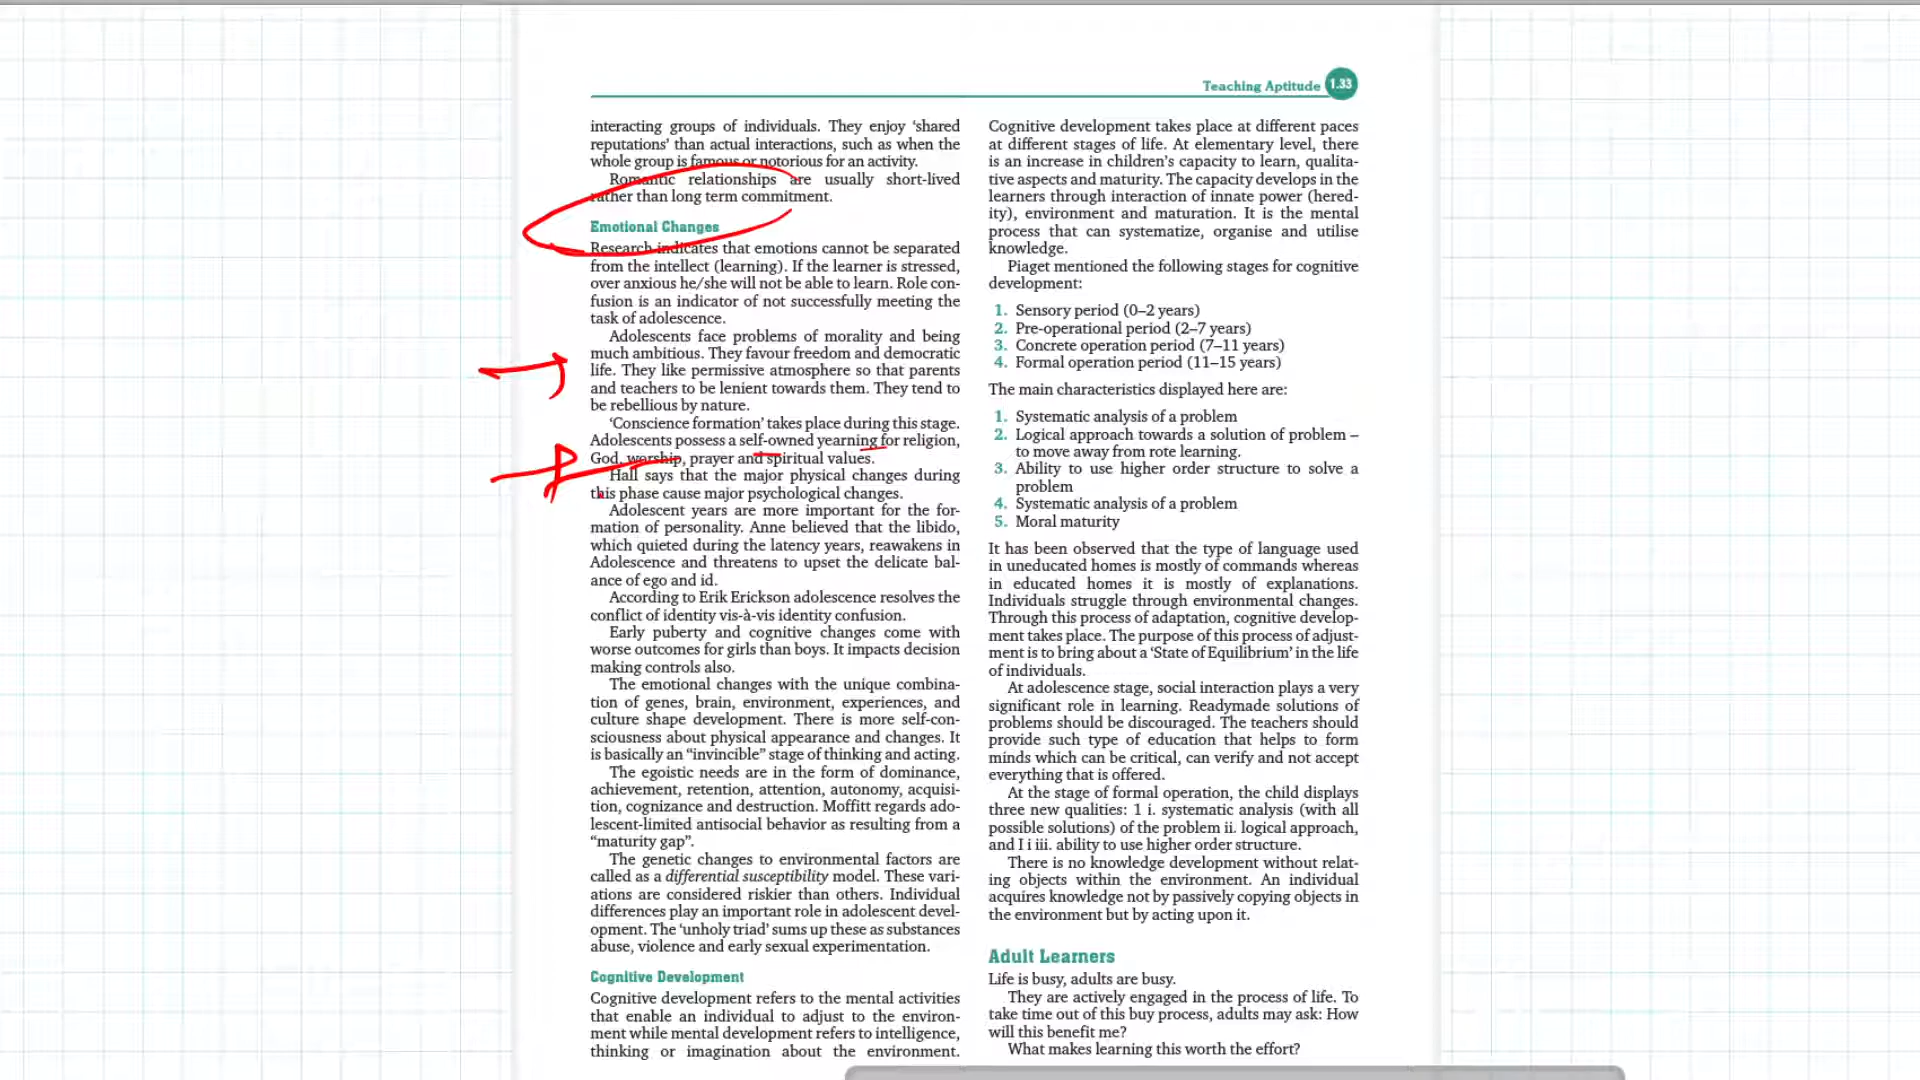 Teaching Aptitude 1.33
interacting groups of individuals. They enjoy ‘shared
reputations’ than actual interactions, such as when the
whole group is famous or notorious for an activity.
Romantic relationships are usually short-lived
rather than long term commitment.
Emotional Changes
Research indicates that emotions cannot be separated
from the intellect (learning). If the learner is stressed,
over anxious he/she will not be able to learn. Role con-
fusion is an indicator of not successfully meeting the
task of adolescence.
Adolescents face problems of morality and being
much ambitious. They favour freedom and democratic
life. They like permissive atmosphere so that parents
and teachers to be lenient towards them. They tend to
be rebellious by nature.
‘Conscience formation’ takes place during this stage.
Adolescents possess a self-owned yearning for religion,
God, worship, prayer and spiritual values.
Hall says that the major physical changes during
this phase cause major psychological changes.
Adolescent years are more important for the for-
mation of personality. Anne believed that the libido,
which quieted during the latency years, reawakens in
Adolescence and threatens to upset the delicate bal-
ance of ego and id.
According to Erik Erickson adolescence resolves the
conflict of identity vis-à-vis identity confusion.
Early puberty and cognitive changes come with
worse outcomes for girls than boys. It impacts decision
making controls also.
The emotional changes with the unique combina-
tion of genes, brain, environment, experiences, and
culture shape development. There is more self-con-
sciousness about physical appearance and changes. It
is basically an “invincible” stage of thinking and acting.
The egoistic needs are in the form of dominance,
achievement, retention, attention, autonomy, acquisi-
tion, cognizance and destruction. Moffitt regards ado-
lescent-limited antisocial behavior as resulting from a
“maturity gap”.
The genetic changes to environmental factors are
called as a differential susceptibility model. These vari-
ations are considered riskier than others. Individual
differences play an important role in adolescent devel-
opment. The ‘unholy triad’ sums up these as substances
abuse, violence and early sexual experimentation.
Cognitive Development
Cognitive development refers to the mental activities
that enable an individual to adjust to the environ-
ment while mental development refers to intelligence,
thinking or imagination about the environment.
Cognitive development takes place at different paces
at different stages of life. At elementary level, there
is an increase in children’s capacity to learn, qualita-
tive aspects and maturity. The capacity develops in the
learners through interaction of innate power (hered-
ity), environment and maturation. It is the mental
process that can systematize, organise and utilise
knowledge.
Piaget mentioned the following stages for cognitive
development:
1. Sensory period (0–2 years)
2. Pre-operational period (2–7 years)
3. Concrete operation period (7–11 years)
4. Formal operation period (11–15 years)
The main characteristics displayed here are:
1. Systematic analysis of a problem
2. Logical approach towards a solution of problem –
to move away from rote learning.
3. Ability to use higher order structure to solve a
problem
4. Systematic analysis of a problem
5. Moral maturity
It has been observed that the type of language used
in uneducated homes is mostly of commands whereas
in educated homes it is mostly of explanations.
Individuals struggle through environmental changes.
Through this process of adaptation, cognitive develop-
ment takes place. The purpose of this process of adjust-
ment is to bring about a ‘State of Equilibrium’ in the life
of individuals.
At adolescence stage, social interaction plays a very
significant role in learning. Readymade solutions of
problems should be discouraged. The teachers should
provide such type of education that helps to form
minds which can be critical, can verify and not accept
everything that is offered.
At the stage of formal operation, the child displays
three new qualities: 1 i. systematic analysis (with all
possible solutions) of the problem ii. logical approach,
and I i iii. ability to use higher order structure.
There is no knowledge development without relat-
ing objects within the environment. An individual
acquires knowledge not by passively copying objects in
the environment but by acting upon it.
Adult Learners
Life is busy, adults are busy.
They are actively engaged in the process of life. To
take time out of this buy process, adults may ask: How
will this benefit me?
What makes learning this worth the effort?